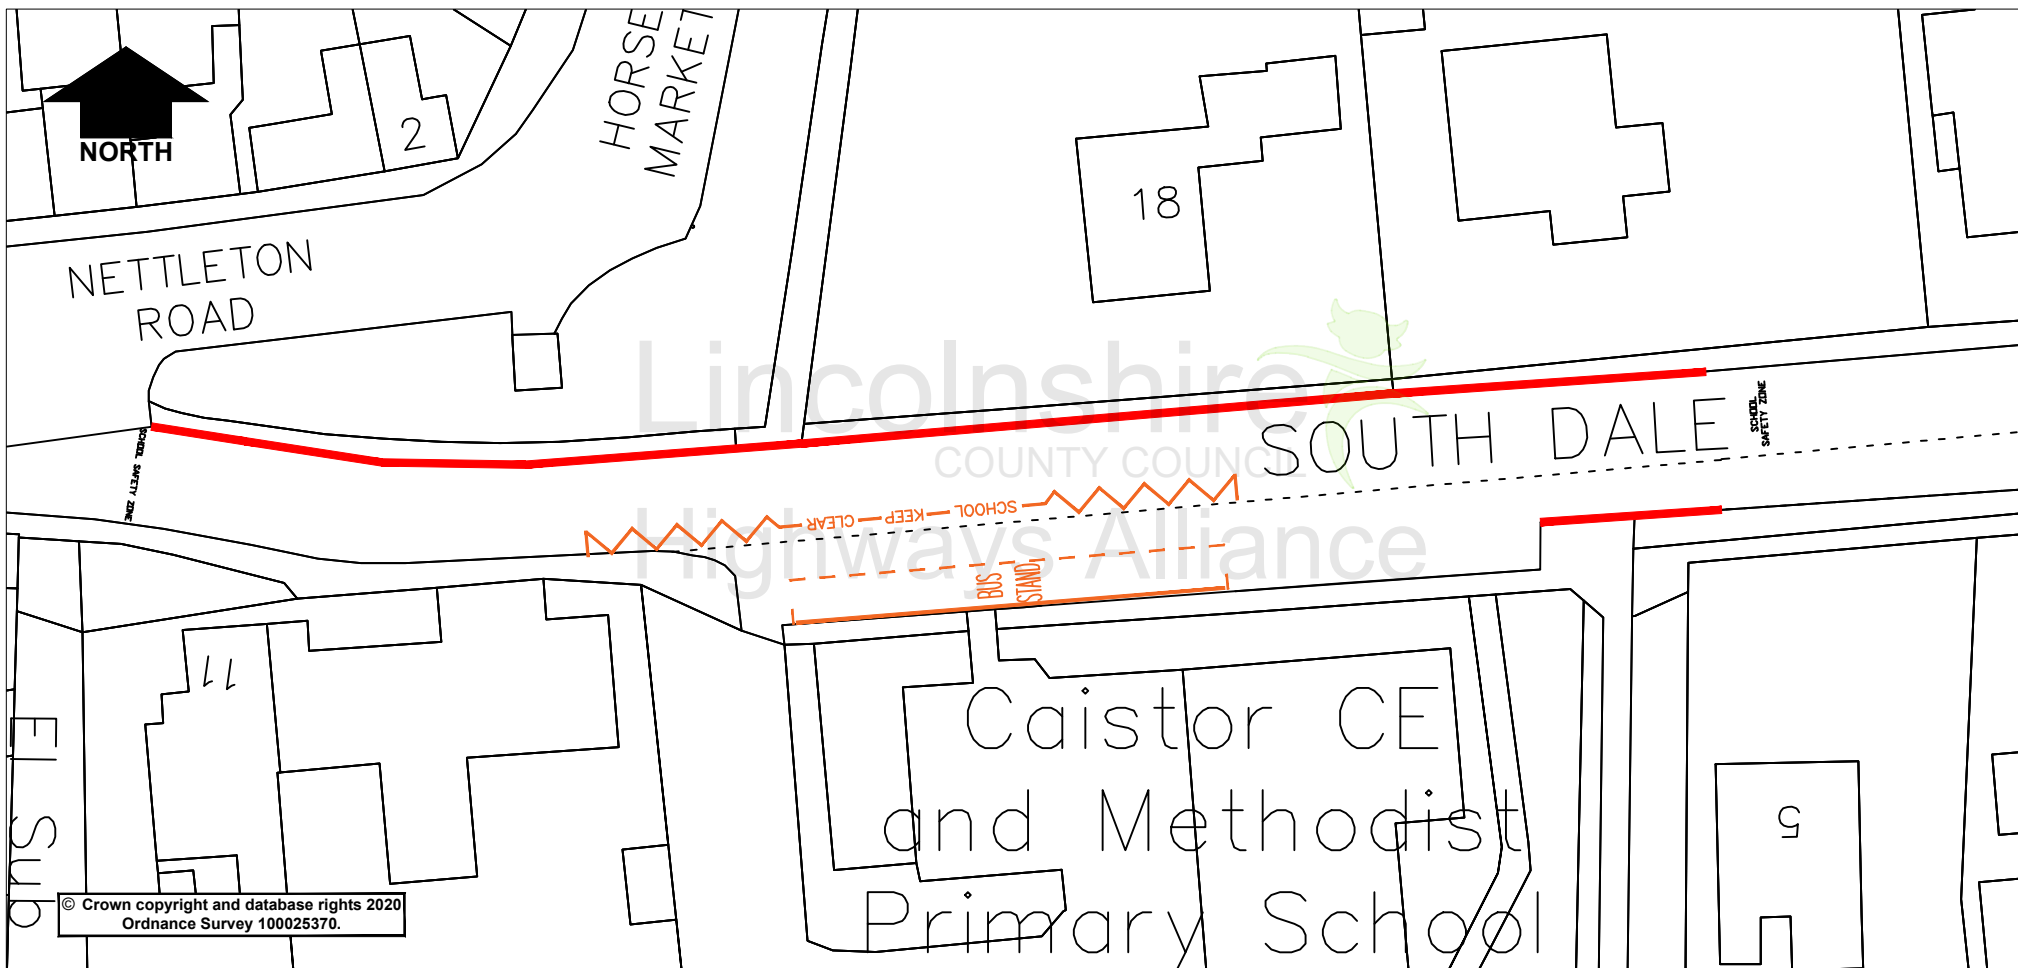 HORSE
MARKET
NORTH
2
18
NETTLETON
ROAD
Lincolnshire
COUNTY COUNCIL
Highways Alliance
SOUTH DALE
SCHOOL
SAFETY ZONE
SCHOOL SAFETY ZONE
SCHOOL KEEP CLEAR
BUS
STAND
11
Caistor CE
and Methodist
Primary School
5
El Sub
© Crown copyright and database rights 2020
Ordnance Survey 100025370.